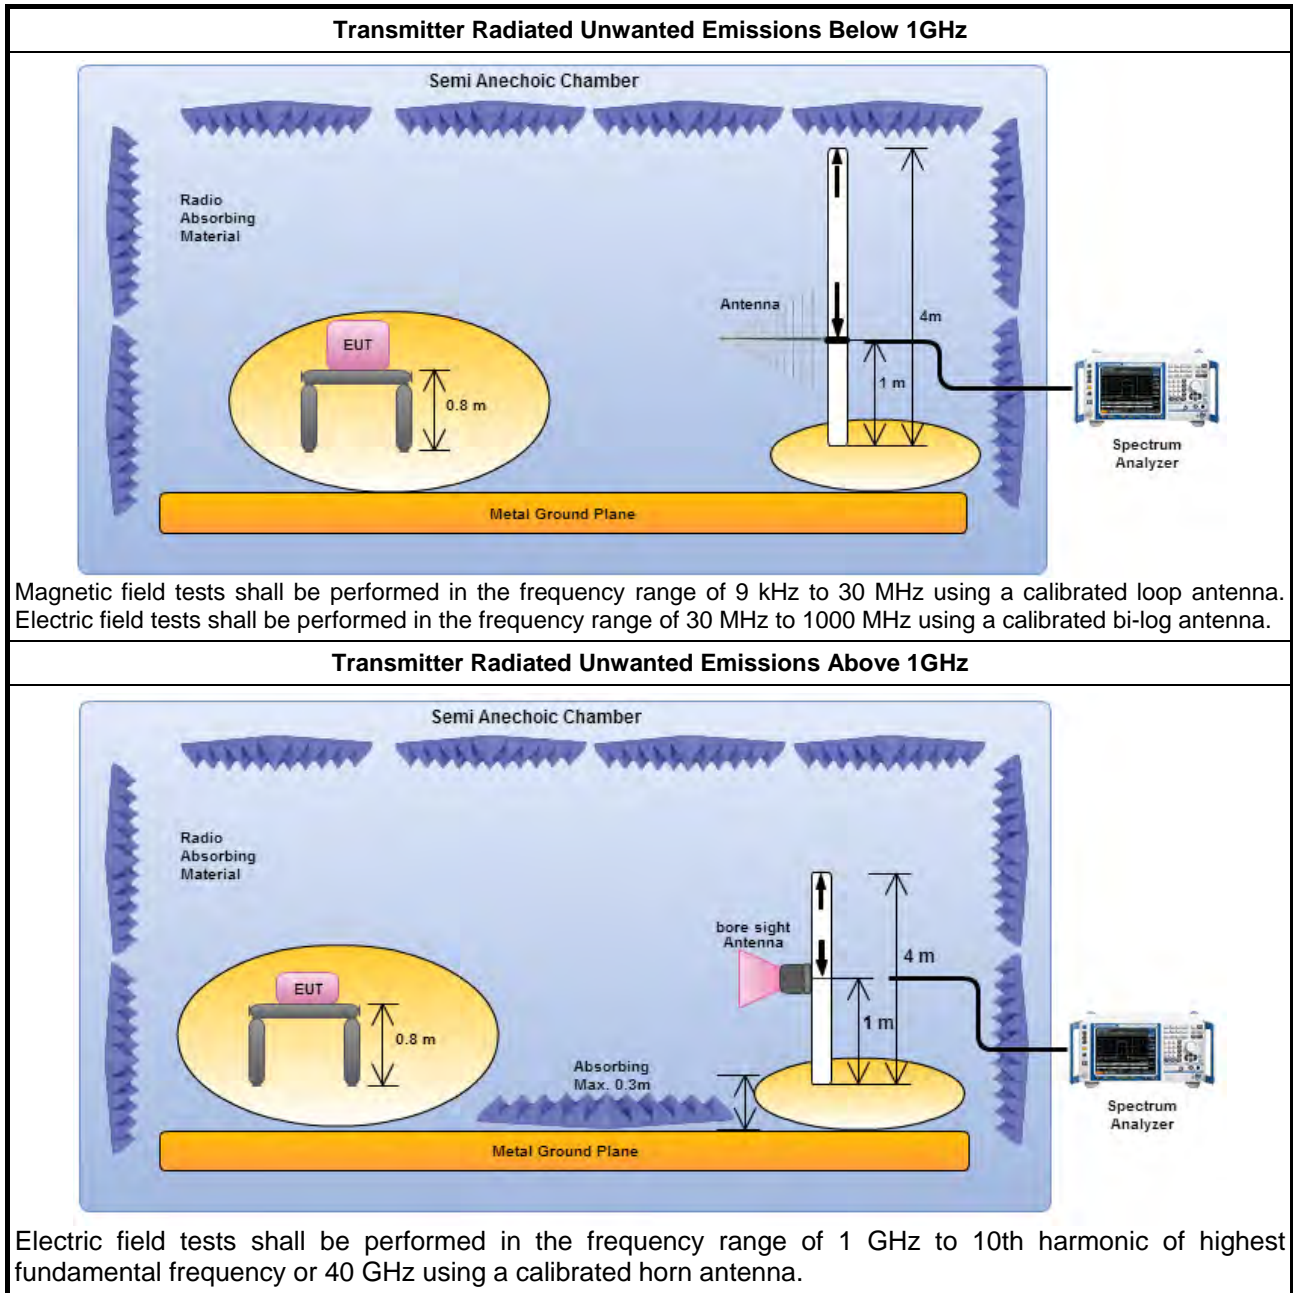 Transmitter Radiated Unwanted Emissions Below 1GHz
Semi Anechoic Chamber
Radio
Absorbing
Material
Antenna
4m
EUT
1 m
0.8 m
Spectrum
Analyzer
Metal Ground Plane
Magnetic field tests shall be performed in the frequency range of 9 kHz to 30 MHz using a calibrated loop antenna.
Electric field tests shall be performed in the frequency range of 30 MHz to 1000 MHz using a calibrated bi-log antenna.
Transmitter Radiated Unwanted Emissions Above 1GHz
Semi Anechoic Chamber
Radio
Absorbing
Material
bore sight
Antenna
4 m
EUT
1 m
0.8 m
Absorbing
Max. 0.3m
Spectrum
Analyzer
Metal Ground Plane
Electric field tests shall be performed in the frequency range of 1 GHz to 10th harmonic of highest
fundamental frequency or 40 GHz using a calibrated horn antenna.